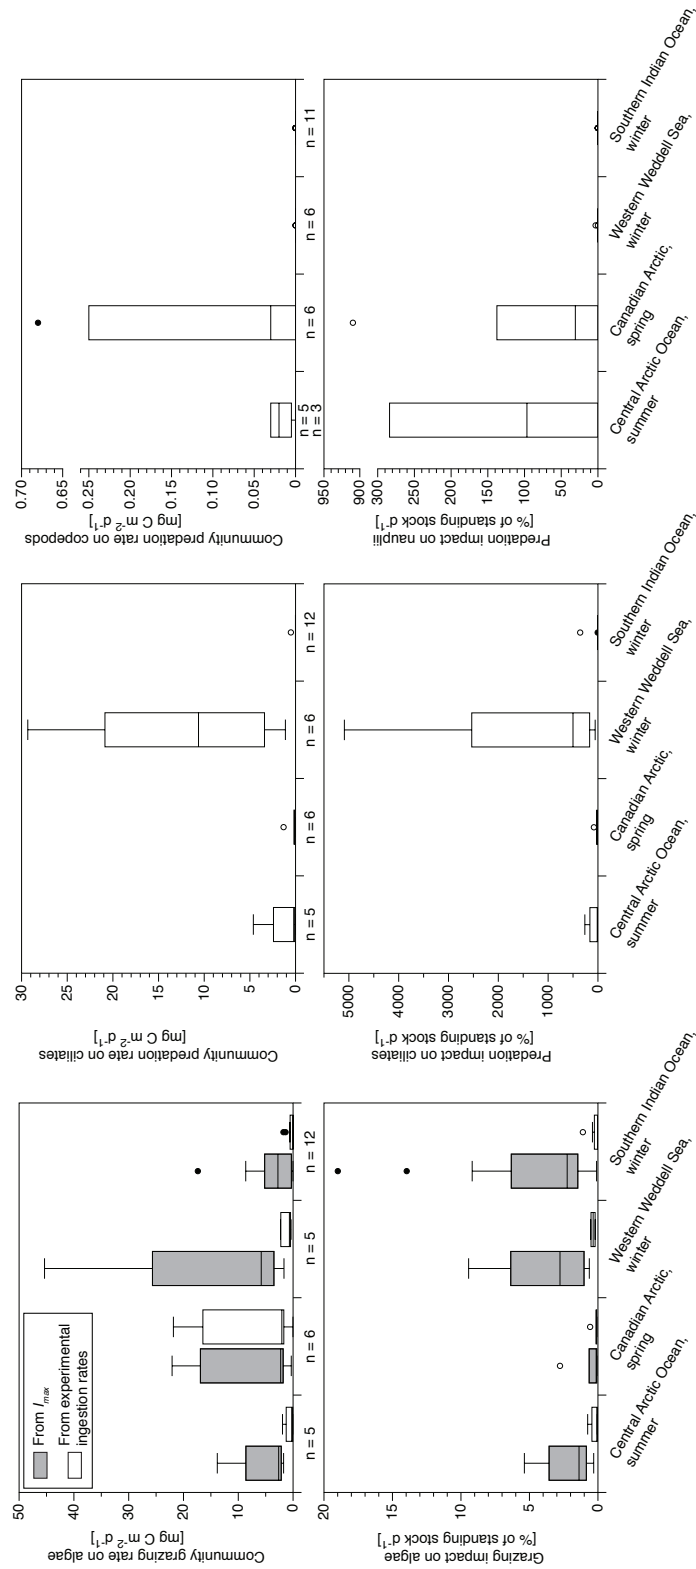 Community grazing rate on algae
[mg C m⁻² d⁻¹]
50
40
30
20
10
0
From I_max
From experimental
ingestion rates
n = 5
n = 6
n = 5
n = 12
Grazing impact on algae
[% of standing stock d⁻¹]
20
15
10
5
0
Central Arctic Ocean,
summer
Canadian Arctic,
spring
Western Weddell Sea,
winter
Southern Indian Ocean,
winter
Community predation rate on ciliates
[mg C m⁻² d⁻¹]
30
25
20
15
10
5
0
n = 5
n = 6
n = 6
n = 12
Predation impact on ciliates
[% of standing stock d⁻¹]
5000
4000
3000
2000
1000
0
Central Arctic Ocean,
summer
Canadian Arctic,
spring
Western Weddell Sea,
winter
Southern Indian Ocean,
winter
Community predation rate on copepods
[mg C m⁻² d⁻¹]
0.70
0.65
0.25
0.20
0.15
0.10
0.05
0
n = 5
n = 3
n = 6
n = 6
n = 11
Predation impact on nauplii
[% of standing stock d⁻¹]
950
900
300
250
200
150
100
50
0
Central Arctic Ocean,
summer
Canadian Arctic,
spring
Western Weddell Sea,
winter
Southern Indian Ocean,
winter